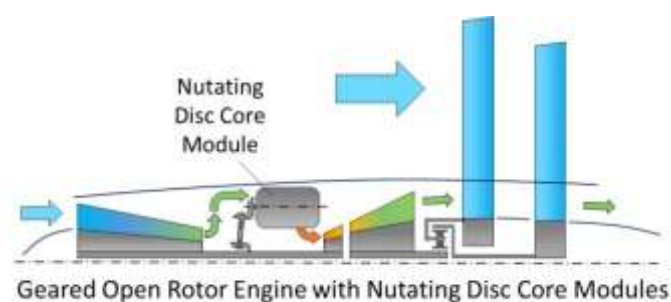 Nutating
Disc Core
Module
Geared Open Rotor Engine with Nutating Disc Core Modules